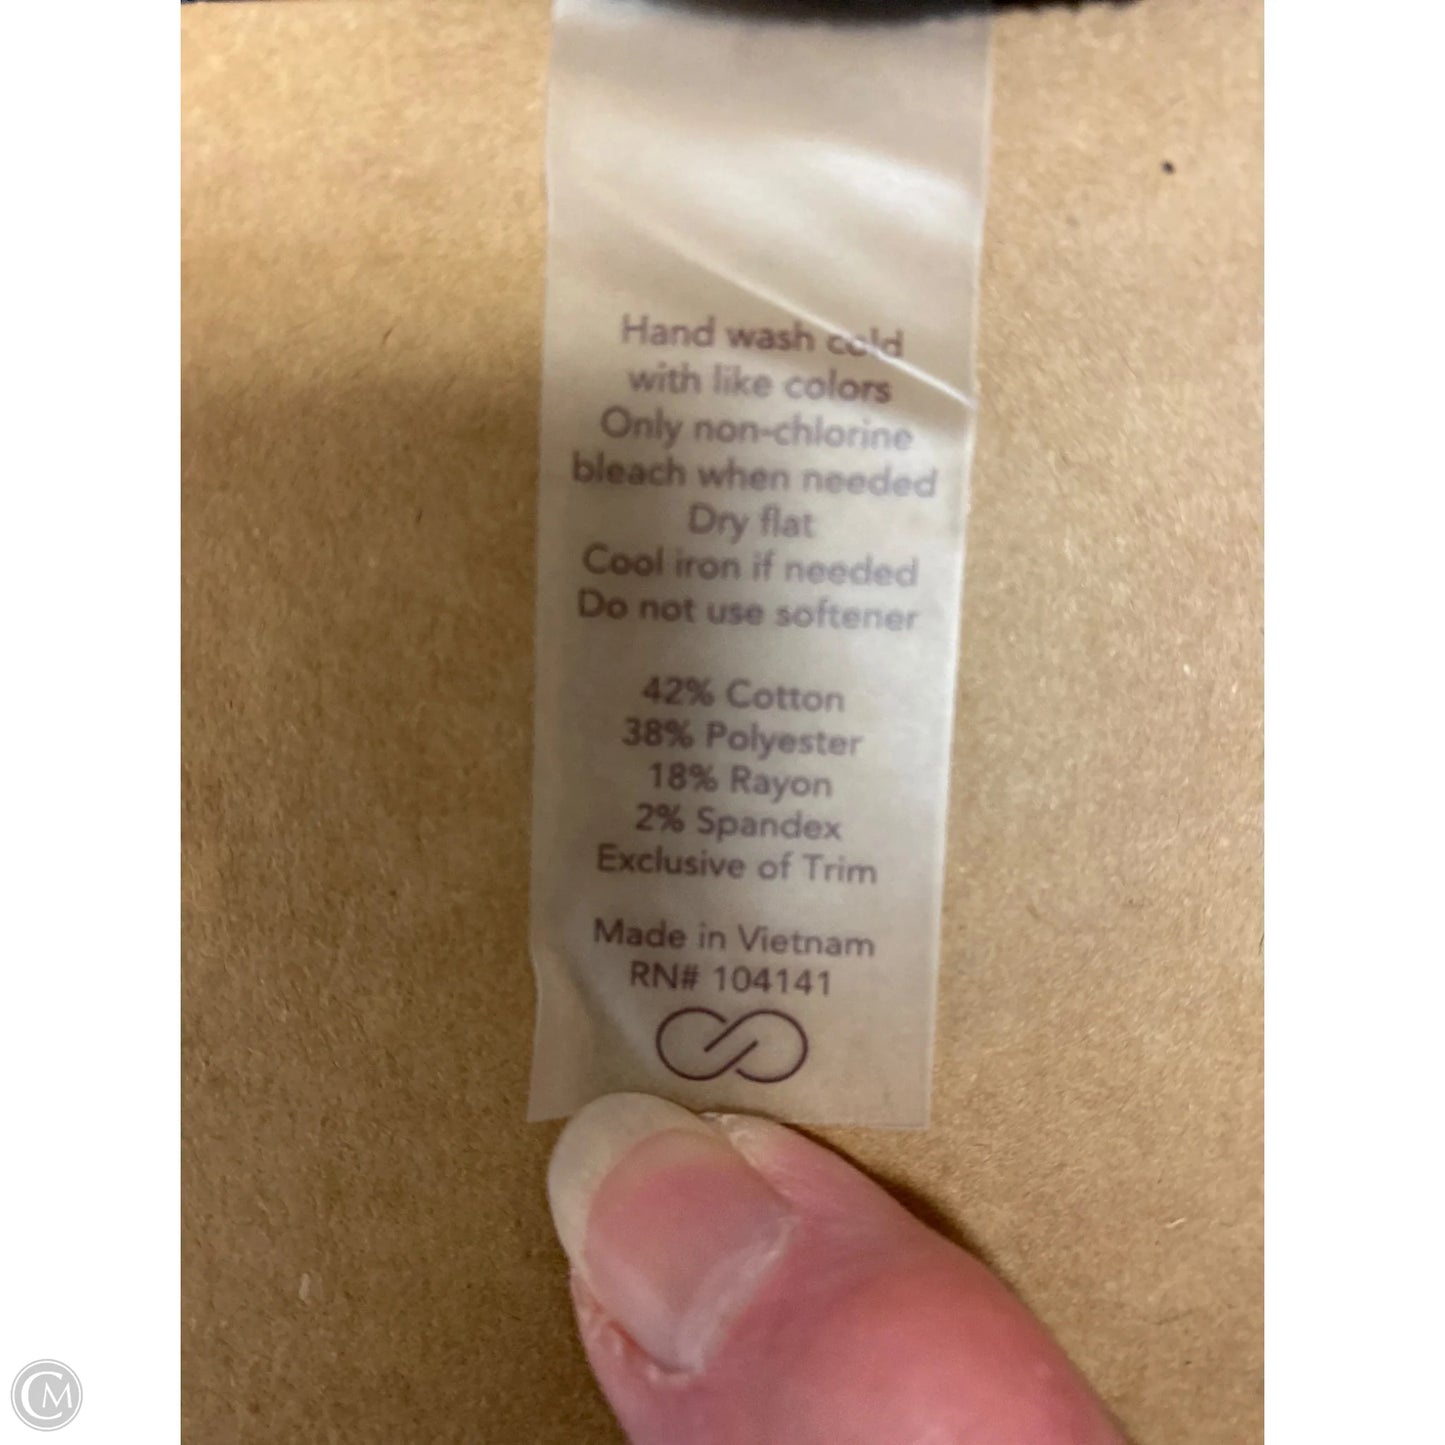 Hand wash cold
with like colors
Only non-chlorine
bleach when needed
Dry flat
Cool iron if needed
Do not use softener
42% Cotton
38% Polyester
18% Rayon
2% Spandex
Exclusive of Trim
Made in Vietnam
RN# 104141
CM